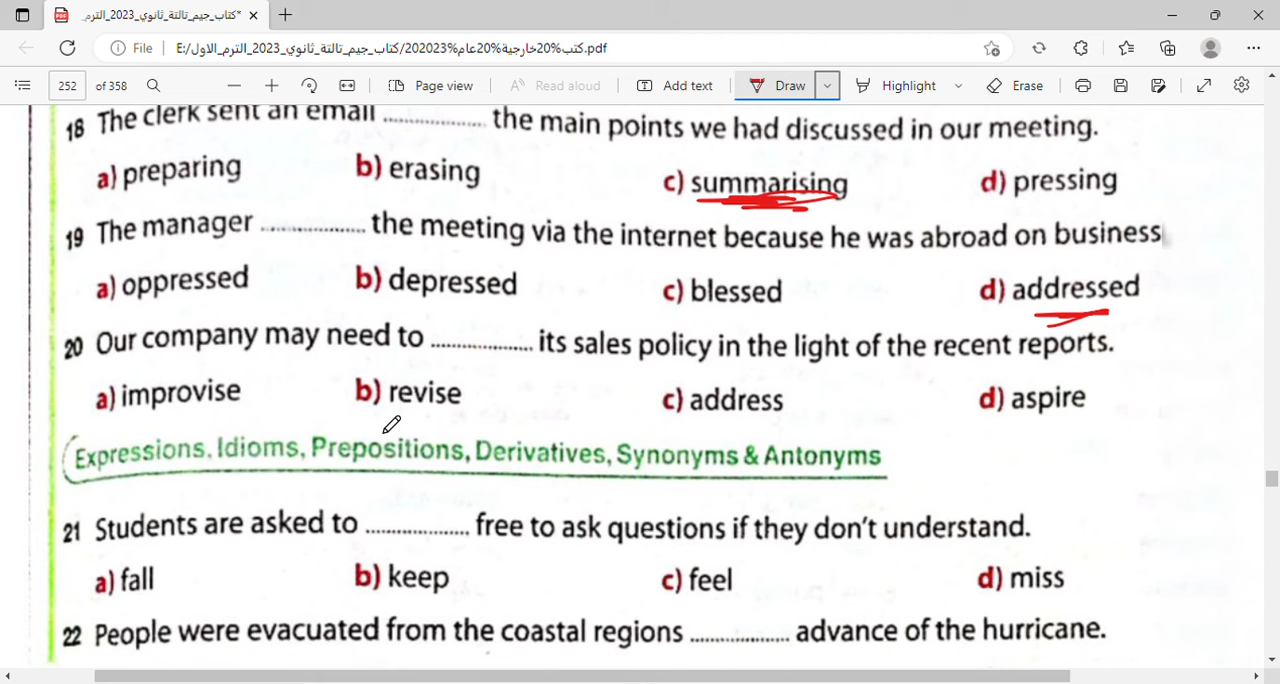 *كتاب_جيم_تالتة_ثانوي_2023_الترم_
File E:/كتب%20خارجية%20عام%202023/كتاب_جيم_تالتة_ثانوي_2023_الترم_الاول.pdf
252 of 358 Page view Read aloud Add text Draw Highlight Erase
18 The clerk sent an email .................. the main points we had discussed in our meeting.
a) preparing b) erasing c) summarising d) pressing
19 The manager .................. the meeting via the internet because he was abroad on business
a) oppressed b) depressed c) blessed d) addressed
20 Our company may need to .................. its sales policy in the light of the recent reports.
a) improvise b) revise c) address d) aspire
Expressions, Idioms, Prepositions, Derivatives, Synonyms & Antonyms
21 Students are asked to .................. free to ask questions if they don't understand.
a) fall b) keep c) feel d) miss
22 People were evacuated from the coastal regions .................. advance of the hurricane.